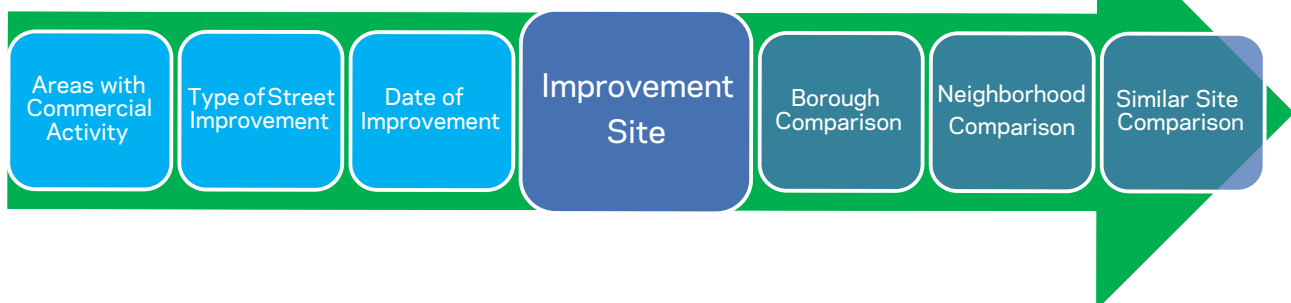 Areas with
Commercial
Activity
Type of Street
Improvement
Date of
Improvement
Improvement
Site
Borough
Comparison
Neighborhood
Comparison
Similar Site
Comparison